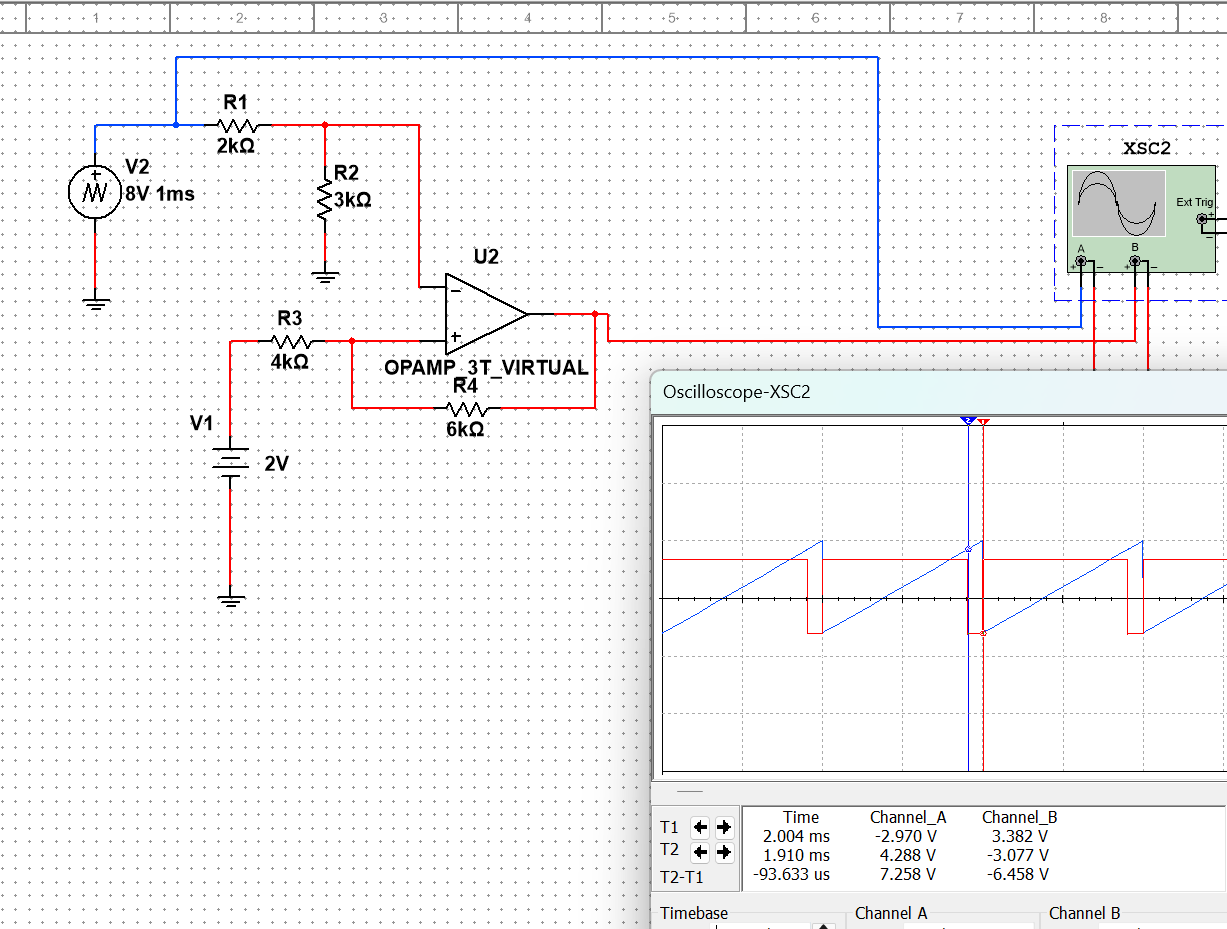 1 2 3 4 5 6 7 8
R1
2kΩ
XSC2
V2
8V 1ms
R2
3kΩ
Ext Trig
A B
U2
R3
4kΩ
OPAMP_3T_VIRTUAL
R4
6kΩ
V1
2V
Oscilloscope-XSC2
2 1
Time Channel_A Channel_B
T1 2.004 ms -2.970 V 3.382 V
T2 1.910 ms 4.288 V -3.077 V
T2-T1 -93.633 us 7.258 V -6.458 V
Timebase Channel A Channel B